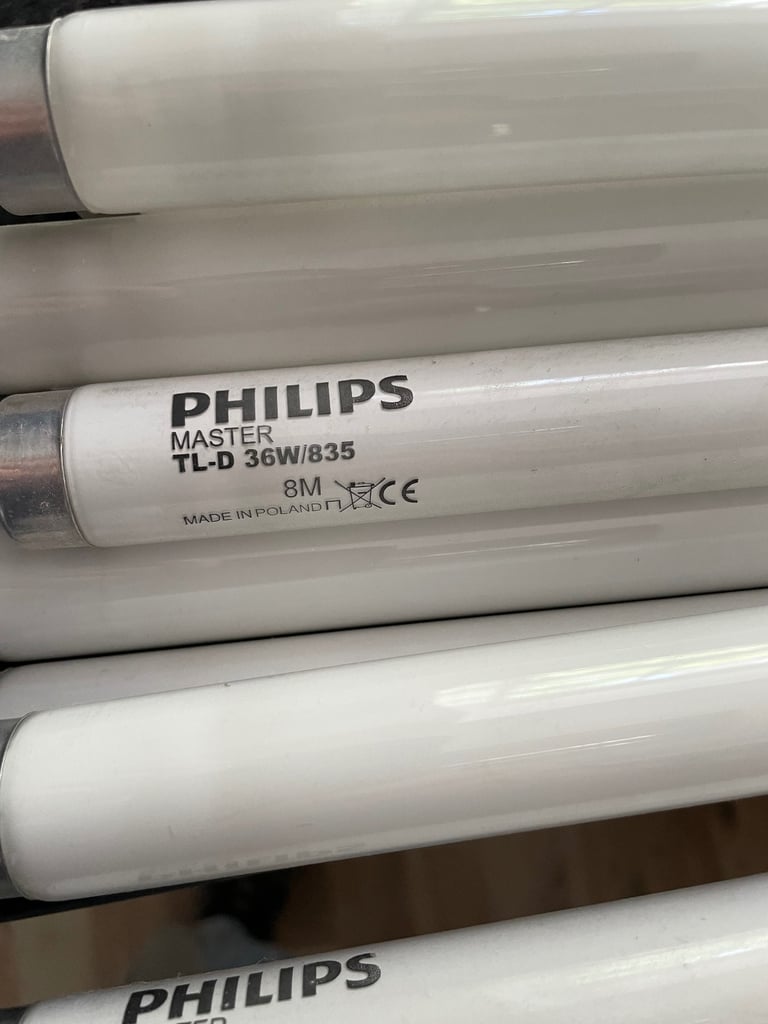 PHILIPS
MASTER
TL-D 36W/835
8M CE
MADE IN POLAND
PHILIPS